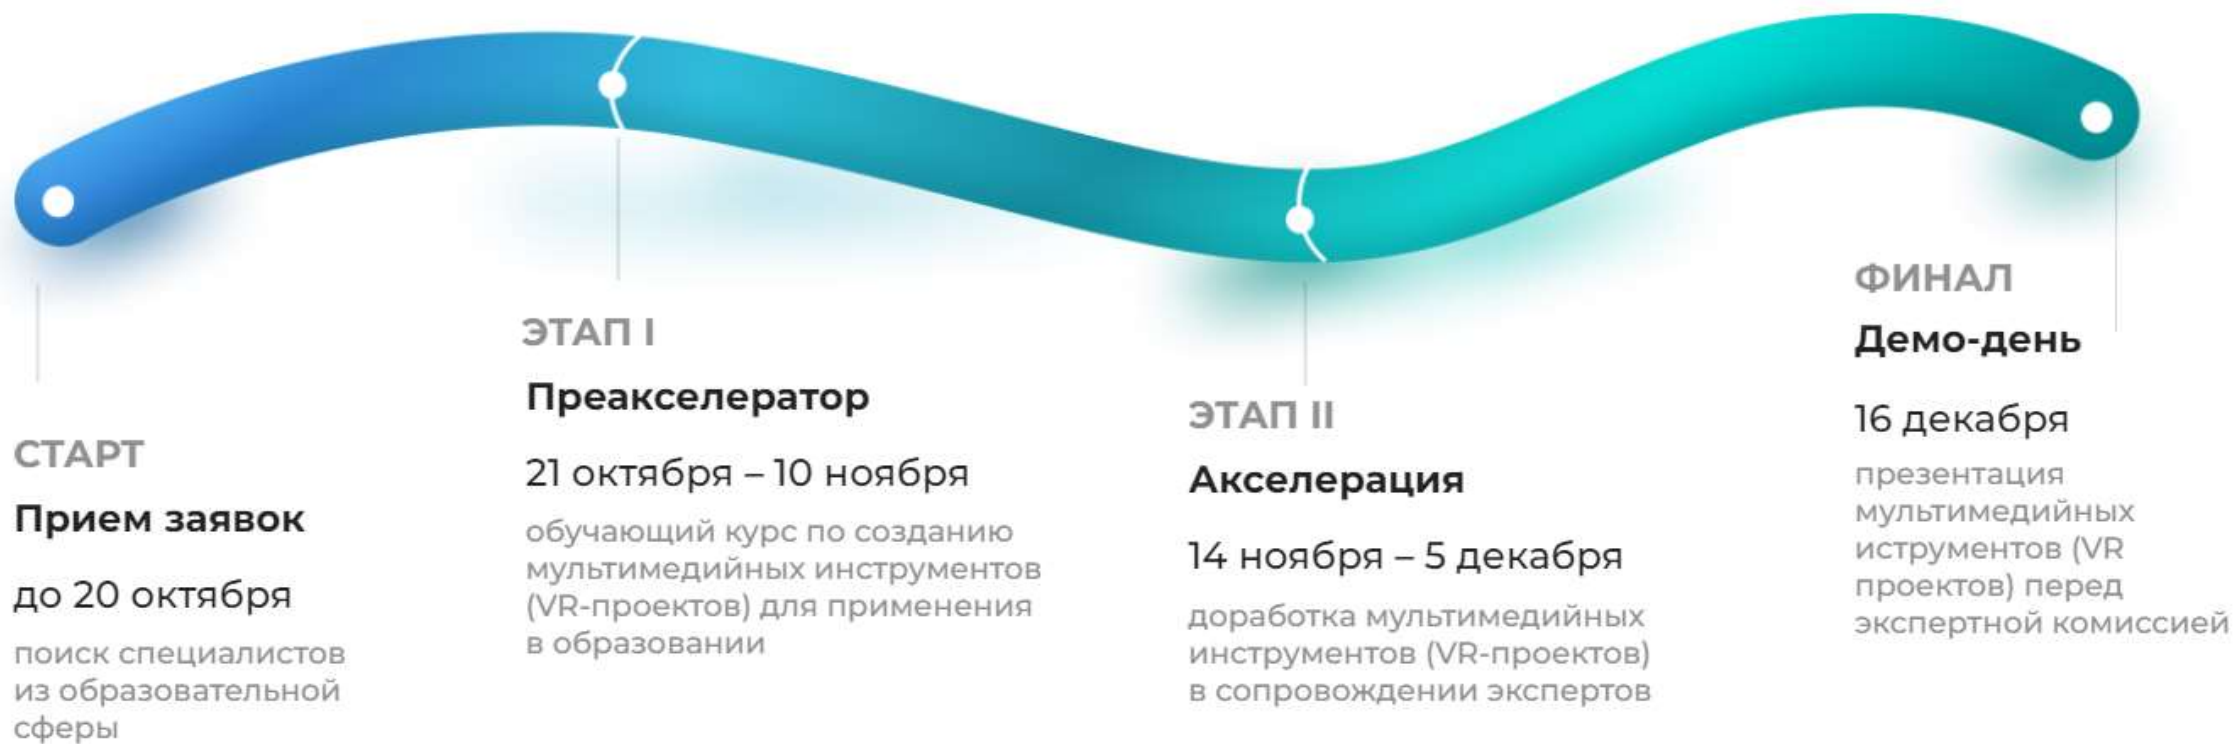 СТАРТ
Прием заявок
до 20 октября
поиск специалистов
из образовательной
сферы
ЭТАП I
Преакселератор
21 октября – 10 ноября
обучающий курс по созданию
мультимедийных инструментов
(VR-проектов) для применения
в образовании
ЭТАП II
Акселерация
14 ноября – 5 декабря
доработка мультимедийных
инструментов (VR-проектов)
в сопровождении экспертов
ФИНАЛ
Демо-день
16 декабря
презентация
мультимедийных
иструментов (VR
проектов) перед
экспертной комиссией